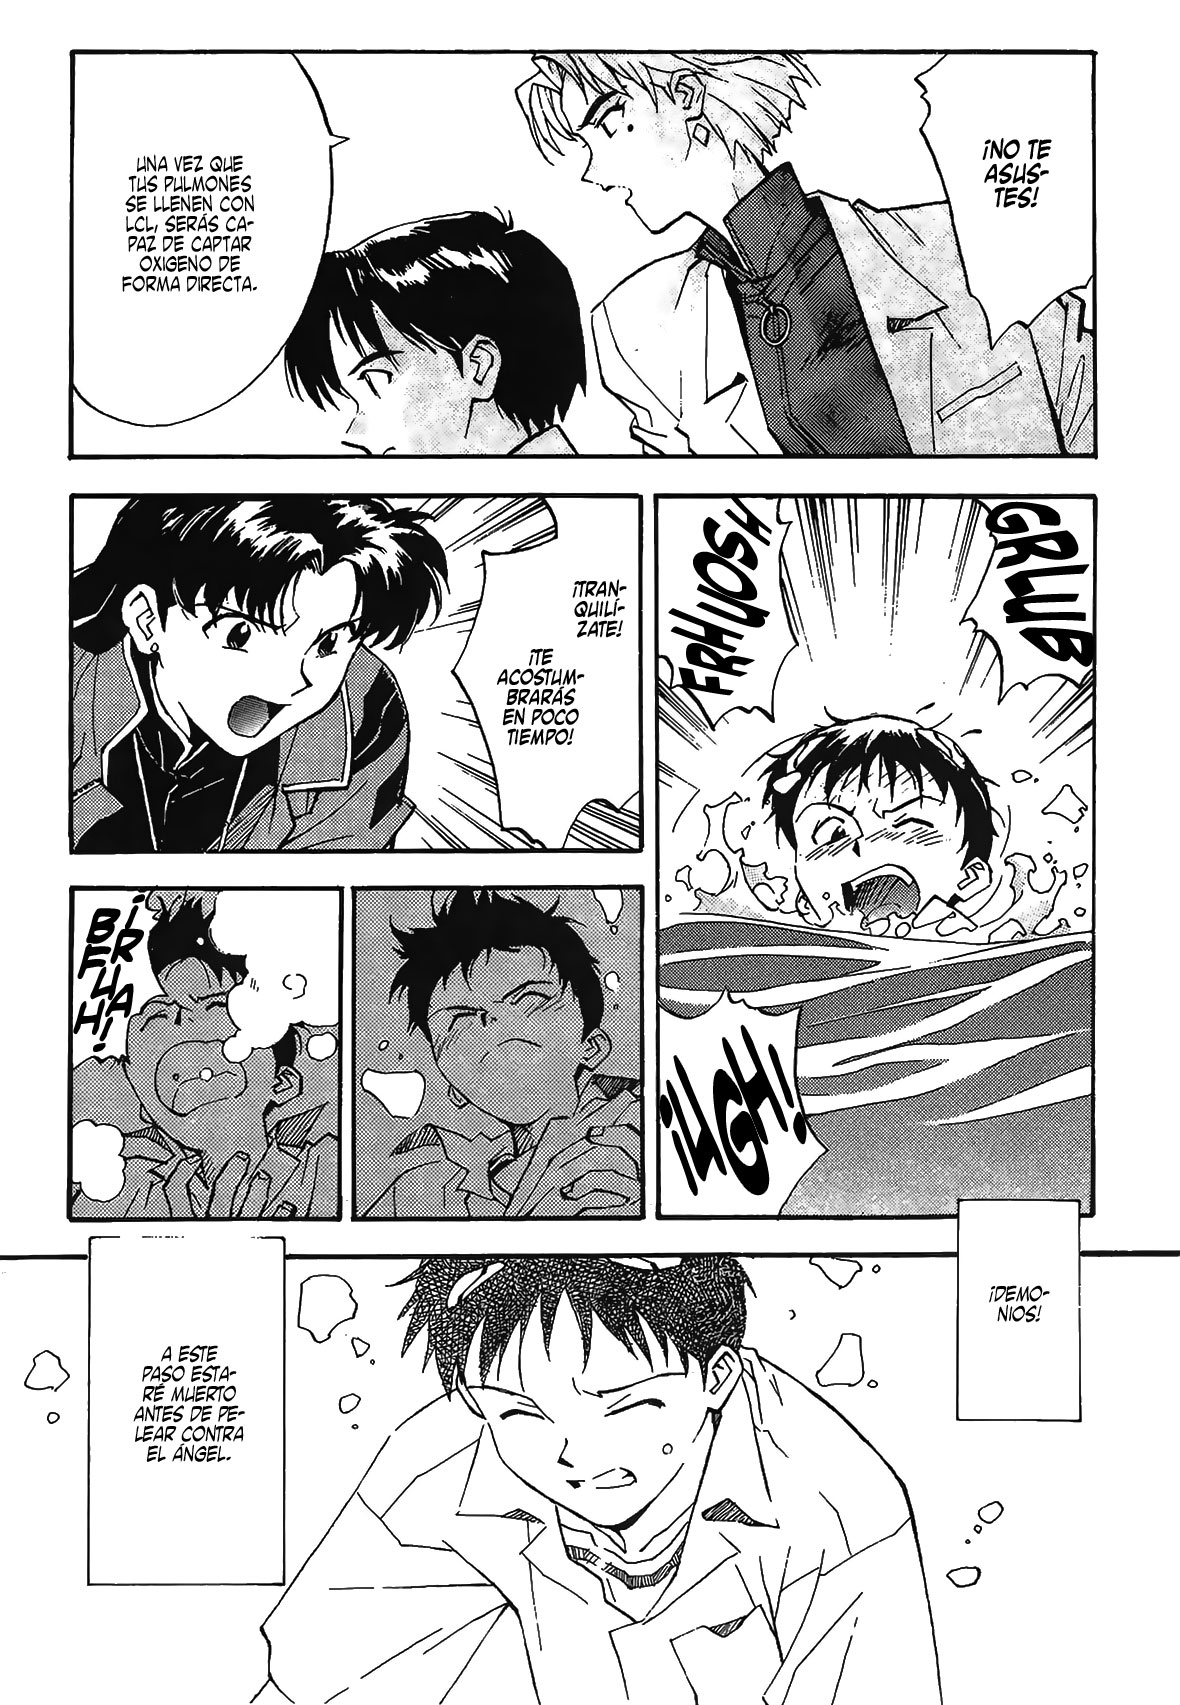 ¡NO TE
ASUS-
TES!
UNA VEZ QUE
TUS PULMONES
SE LLENEN CON
LCL, SERÁS CA-
PAZ DE CAPTAR
OXIGENO DE
FORMA DIRECTA.
GRUB
FRHUOSH
¡UGH!
¡TRAN-
QUILÍ-
ZATE!
¡TE
ACOSTUM-
BRARÁS
EN POCO
TIEMPO!
¡BRFUAH!
¡DEMO-
NIOS!
A ESTE
PASO ESTA-
RÉ MUERTO
ANTES DE PE-
LEAR CONTRA
EL ÁNGEL.